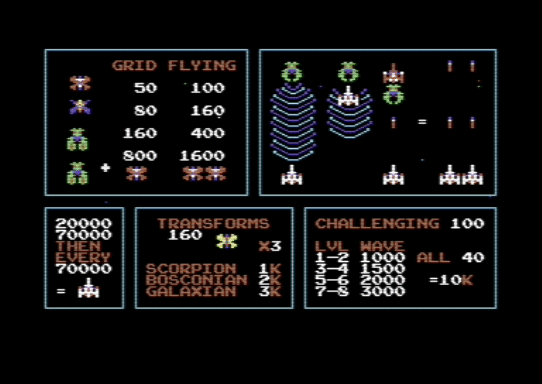 GRID FLYING
50 100
80 160
160 400
+ 800 1600
=
20000
70000
THEN
EVERY
70000
=
TRANSFORMS
160
X3
SCORPION 1K
BOSCONIAN 2K
GALAXIAN 3K
CHALLENGING 100
LVL WAVE
1-2 1000 ALL 40
3-4 1500
5-6 2000 =10K
7-8 3000